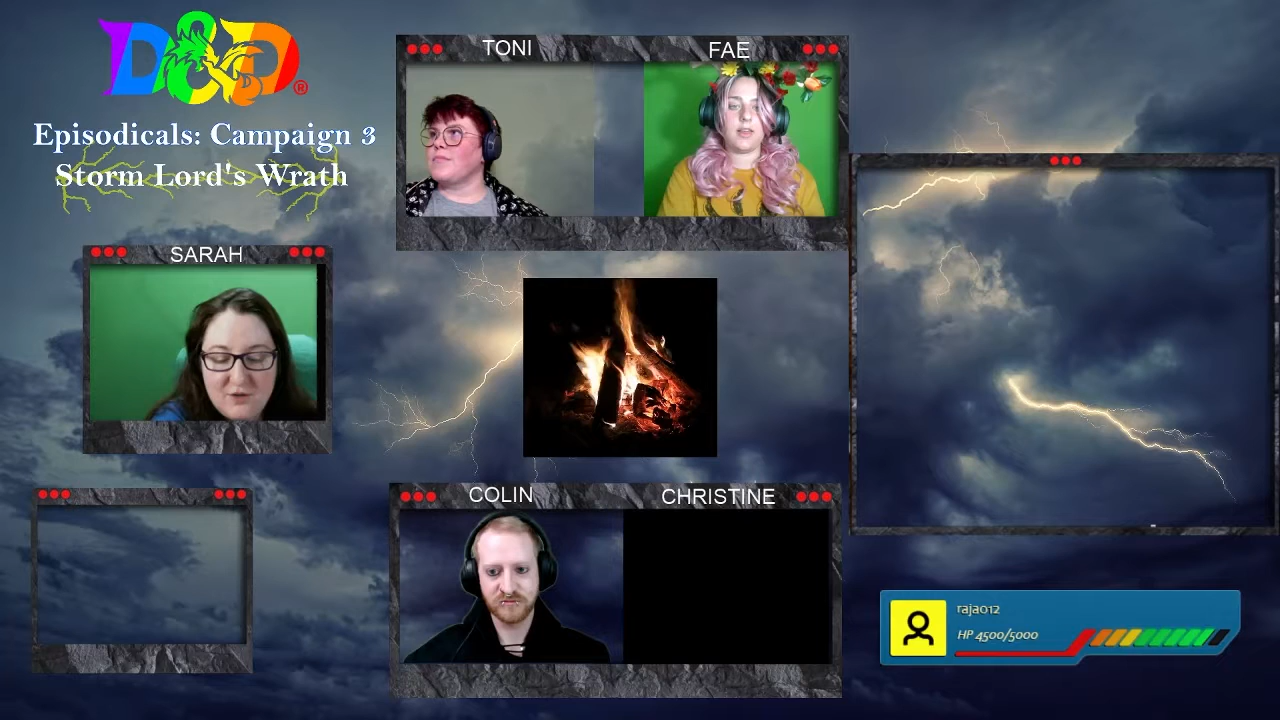 D&D®
Episodicals: Campaign 3
Storm Lord's Wrath
TONI
FAE
SARAH
COLIN
CHRISTINE
raja012
HP 4500/5000